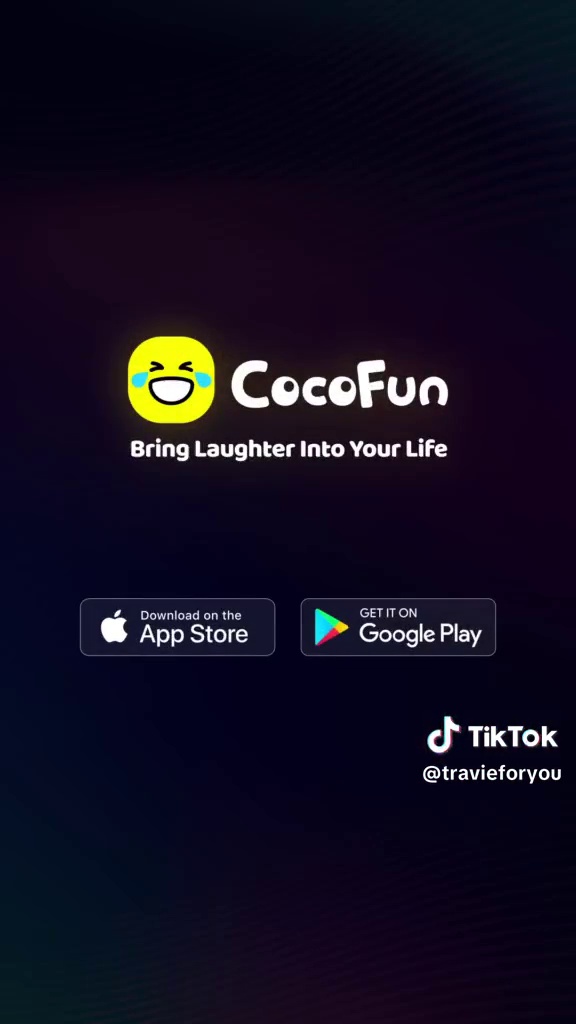 CocoFun
Bring Laughter Into Your Life
Download on the
App Store
GET IT ON
Google Play
TikTok
@travieforyou